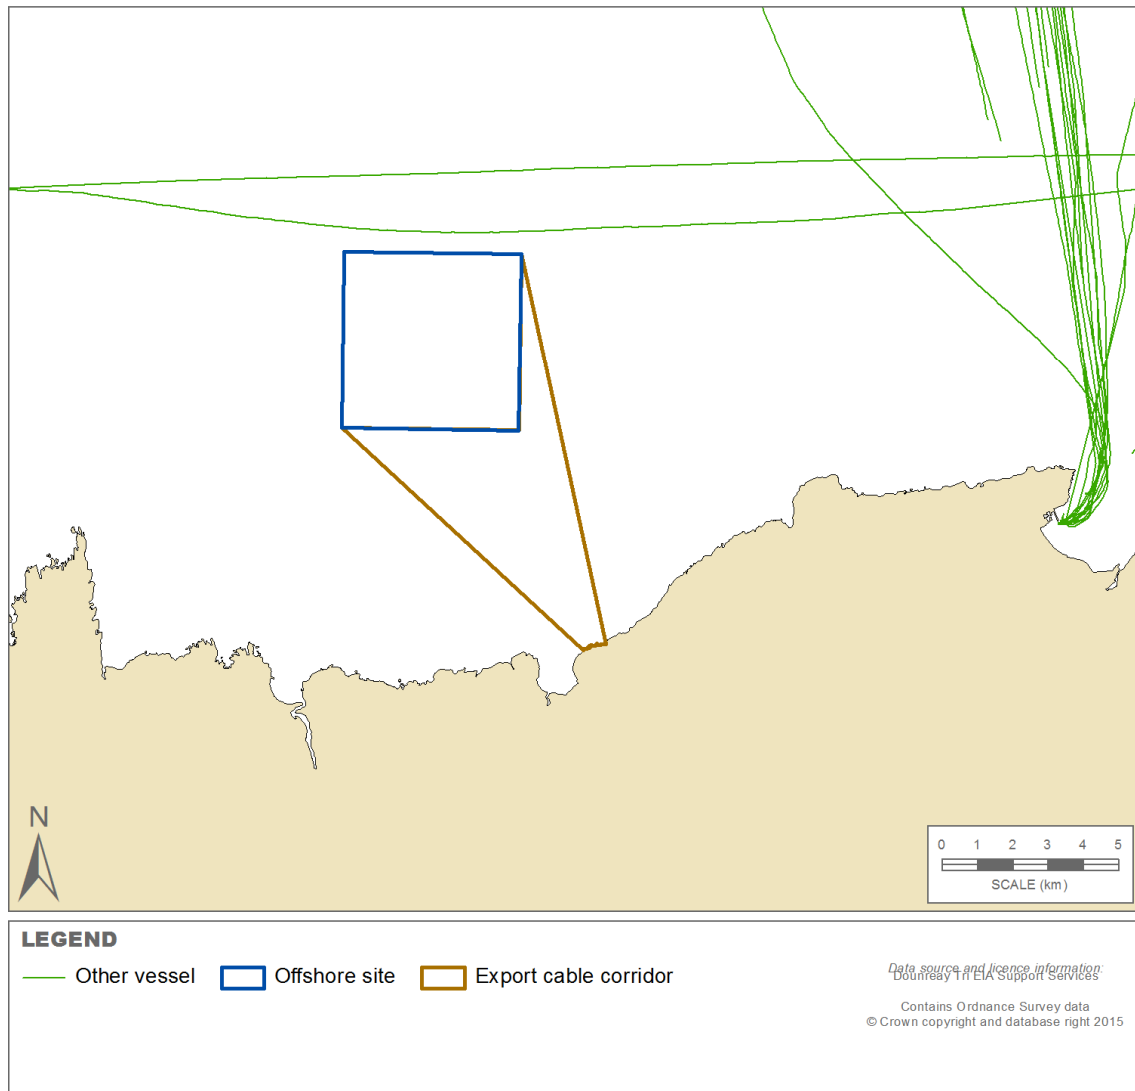 N
0 1 2 3 4 5
SCALE (km)
LEGEND
Other vessel
Offshore site
Export cable corridor
Data source and licence information:
Dounreay Tri EIA Support Services
Contains Ordnance Survey data
© Crown copyright and database right 2015